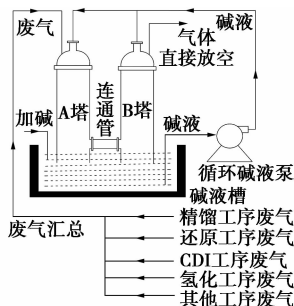 废气
碱液
气体
直接放空
连通管
A塔
B塔
加碱
碱液
循环碱液泵
碱液槽
废气汇总
精馏工序废气
还原工序废气
CDI工序废气
氢化工序废气
其他工序废气